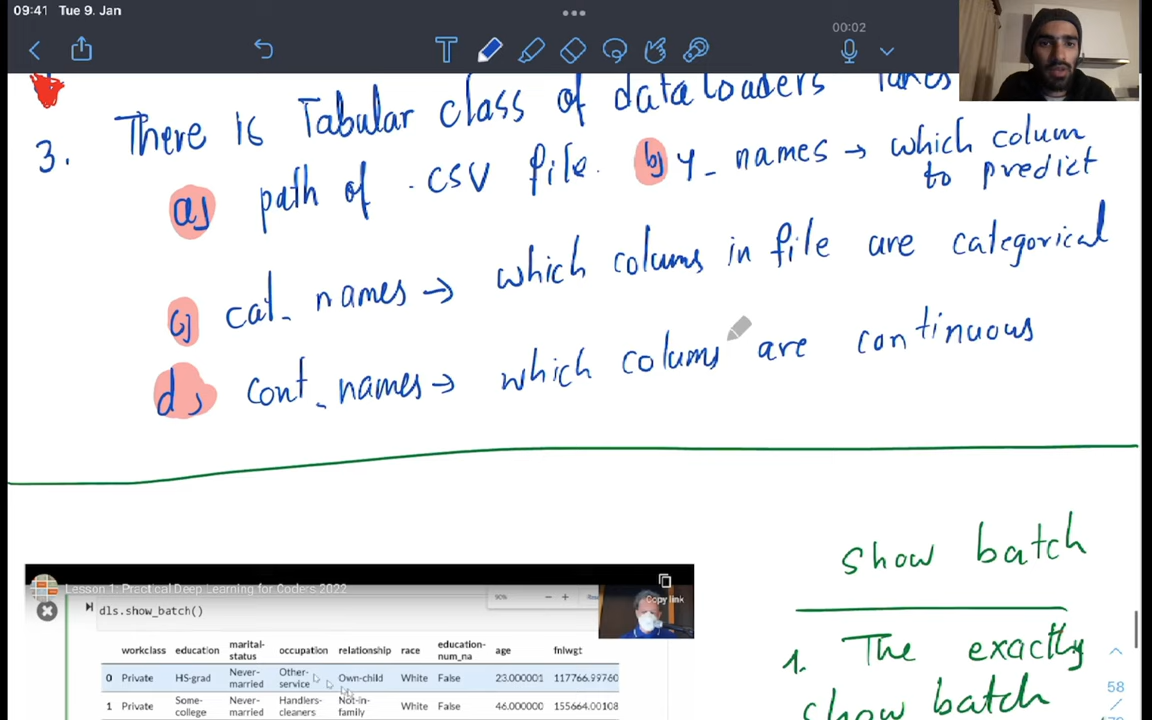 09:41 Tue 9. Jan
00:02
3. There is Tabular class of dataLoaders Takes
a) path of .csv file. b) y_names → which colum to predict
c) cat_names → which colums in file are categorical
d) cont_names → which colums are continuous
show batch
1. The exactly
show batch
Lesson 1: Practical Deep Learning for Coders 2022
90%
Copy link
dls.show_batch()
workclass education marital-status occupation relationship race education-num_na age fnlwgt
0 Private HS-grad Never-married Other-service Own-child White False 23.000001 117766.99760
1 Private Some-college Never-married Handlers-cleaners Not-in-family White False 46.000000 155664.00108
58
/